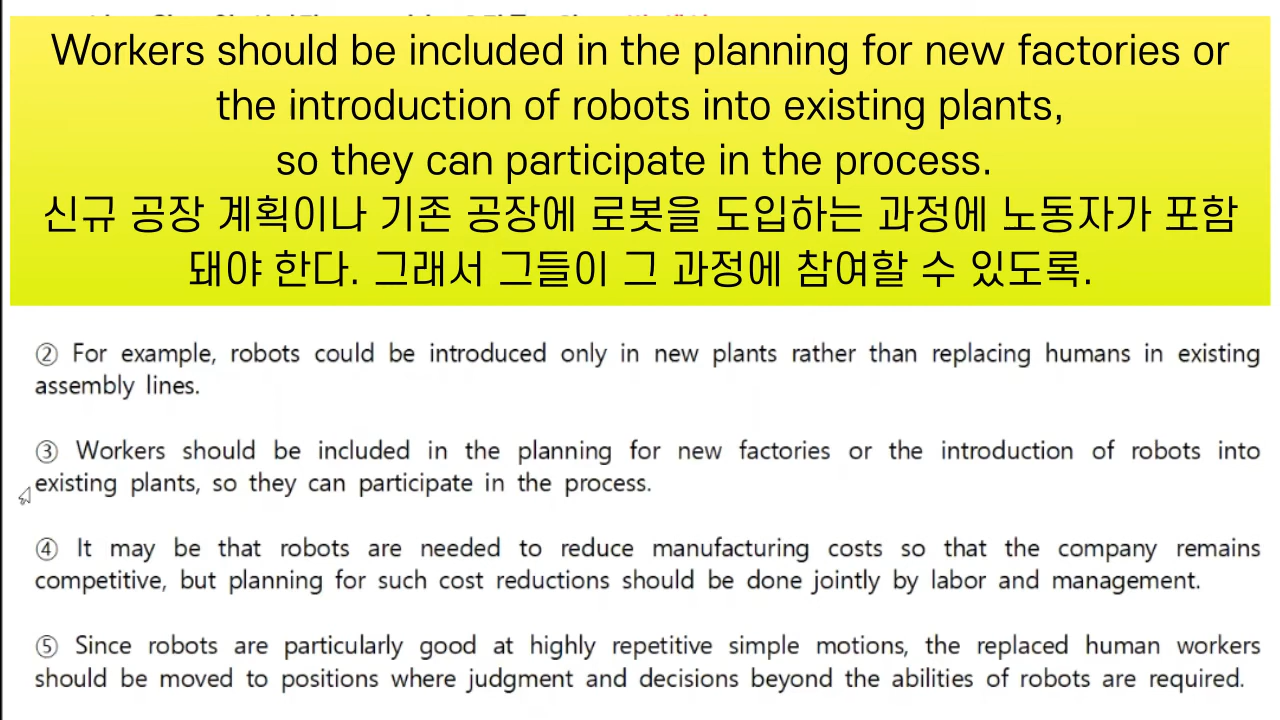 Workers should be included in the planning for new factories or
the introduction of robots into existing plants,
so they can participate in the process.
신규 공장 계획이나 기존 공장에 로봇을 도입하는 과정에 노동자가 포함
돼야 한다. 그래서 그들이 그 과정에 참여할 수 있도록.
② For example, robots could be introduced only in new plants rather than replacing humans in existing
assembly lines.
③ Workers should be included in the planning for new factories or the introduction of robots into
existing plants, so they can participate in the process.
④ It may be that robots are needed to reduce manufacturing costs so that the company remains
competitive, but planning for such cost reductions should be done jointly by labor and management.
⑤ Since robots are particularly good at highly repetitive simple motions, the replaced human workers
should be moved to positions where judgment and decisions beyond the abilities of robots are required.